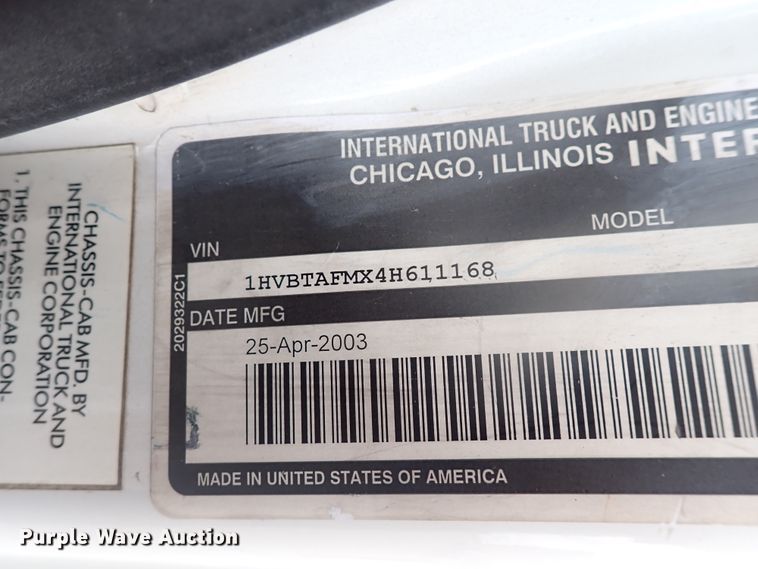 INTERNATIONAL TRUCK AND ENGINE
CHICAGO, ILLINOIS INTER
MODEL
VIN
1HVBTAFMX4H611168
DATE MFG
25-Apr-2003
MADE IN UNITED STATES OF AMERICA
2029322C1
CHASSIS-CAB MFD. BY
INTERNATIONAL TRUCK AND
ENGINE CORPORATION
1. THIS CHASSIS-CAB CON-
FORMS TO
Purple Wave Auction